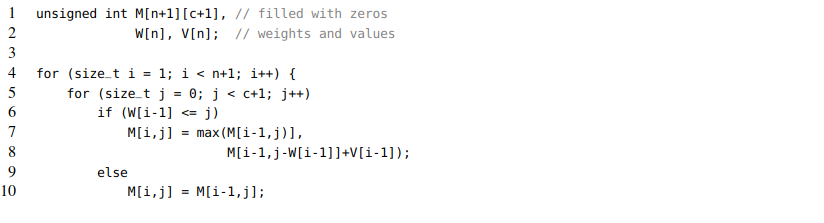 1 unsigned int M[n+1][c+1], // filled with zeros
2 W[n], V[n]; // weights and values
3
4 for (size_t i = 1; i < n+1; i++) {
5 for (size_t j = 0; j < c+1; j++)
6 if (W[i-1] <= j)
7 M[i,j] = max(M[i-1,j)],
8 M[i-1,j-W[i-1]]+V[i-1]);
9 else
10 M[i,j] = M[i-1,j];